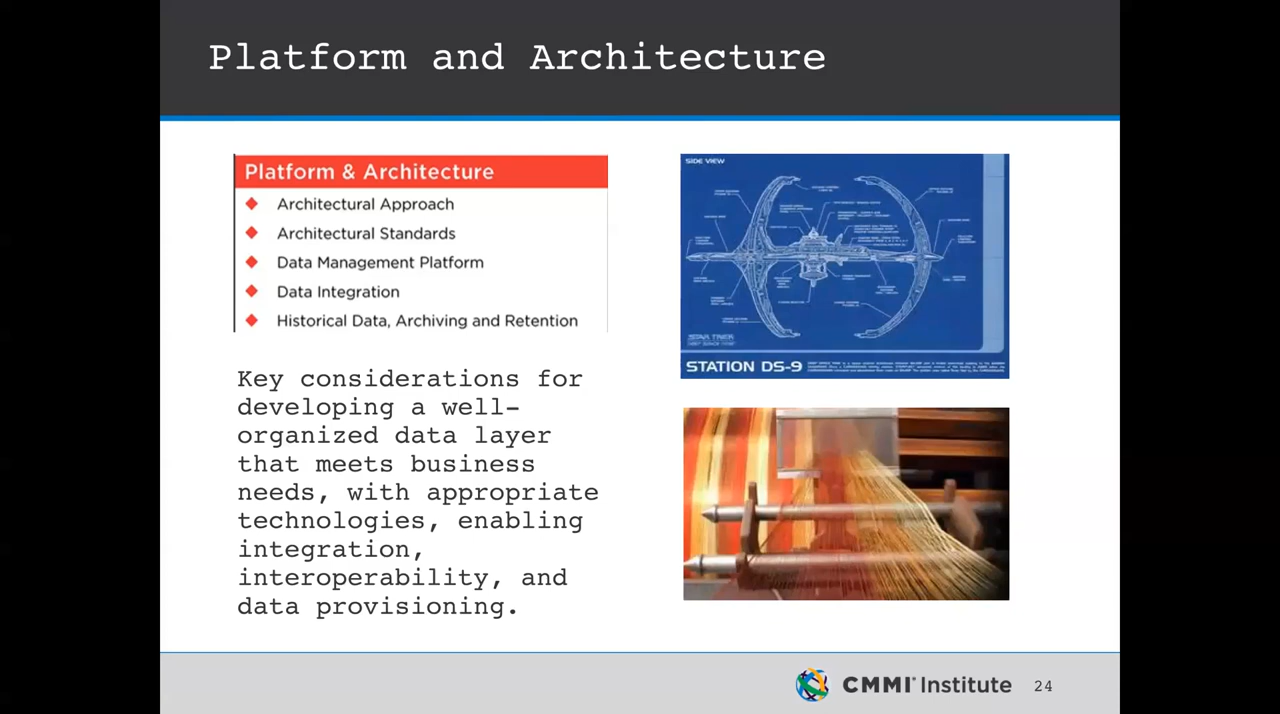 Platform and Architecture
Platform & Architecture
Architectural Approach
Architectural Standards
Data Management Platform
Data Integration
Historical Data, Archiving and Retention
Key considerations for
developing a well-
organized data layer
that meets business
needs, with appropriate
technologies, enabling
integration,
interoperability, and
data provisioning.
SIDE VIEW
STAR TREK
STATION DS-9
CMMI® Institute
24